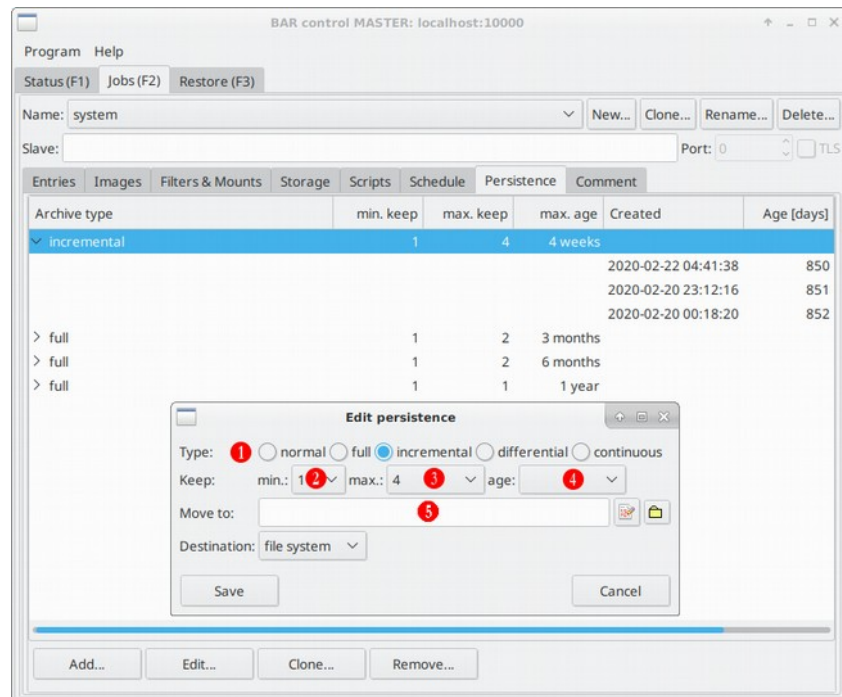 BAR control MASTER: localhost:10000
Program Help
Status (F1) Jobs (F2) Restore (F3)
Name: system New... Clone... Rename... Delete...
Slave: Port: 0 TLS
Entries Images Filters & Mounts Storage Scripts Schedule Persistence Comment
Archive type min. keep max. keep max. age Created Age [days]
incremental 1 4 4 weeks
2020-02-22 04:41:38 850
2020-02-20 23:12:16 851
2020-02-20 00:18:20 852
full 1 2 3 months
full 1 2 6 months
full 1 1 1 year
Edit persistence
Type: 1 normal full incremental differential continuous
Keep: min.: 1 2 max.: 4 3 age: 4
Move to: 5
Destination: file system
Save Cancel
Add... Edit... Clone... Remove...